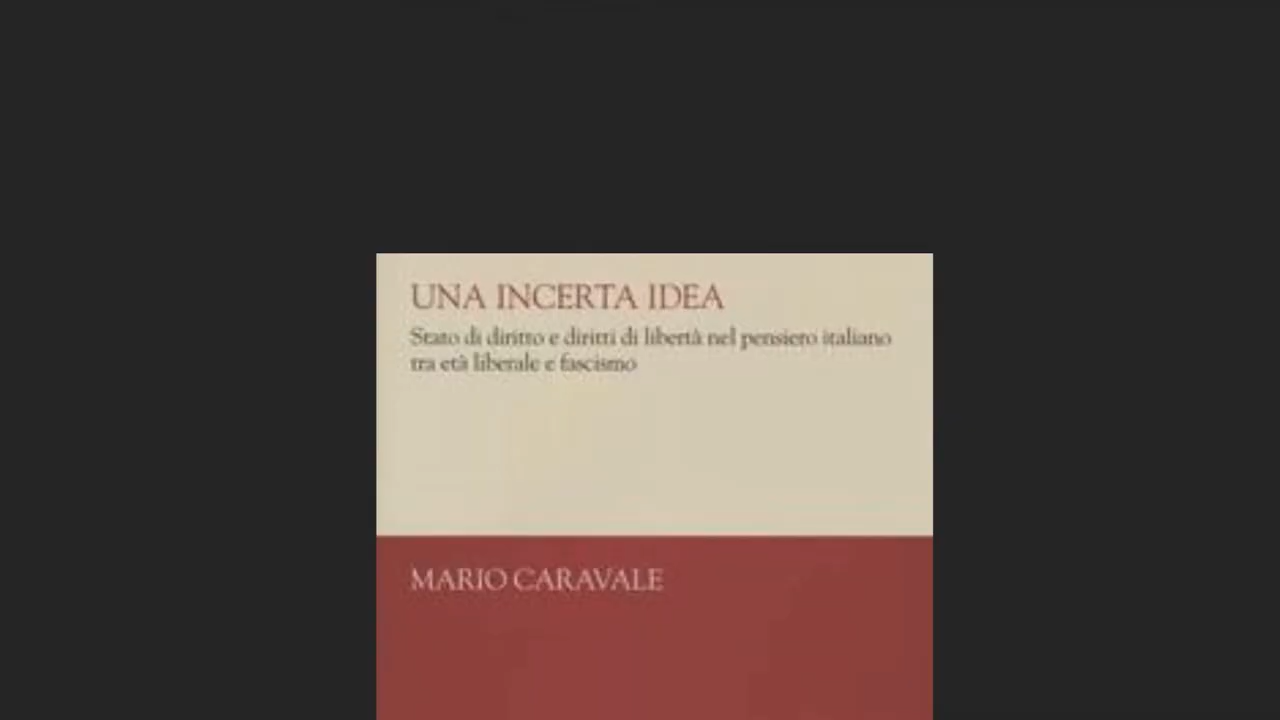 UNA INCERTA IDEA
Stato di diritto e diritti di libertà nel pensiero italiano
tra età liberale e fascismo
MARIO CARAVALE